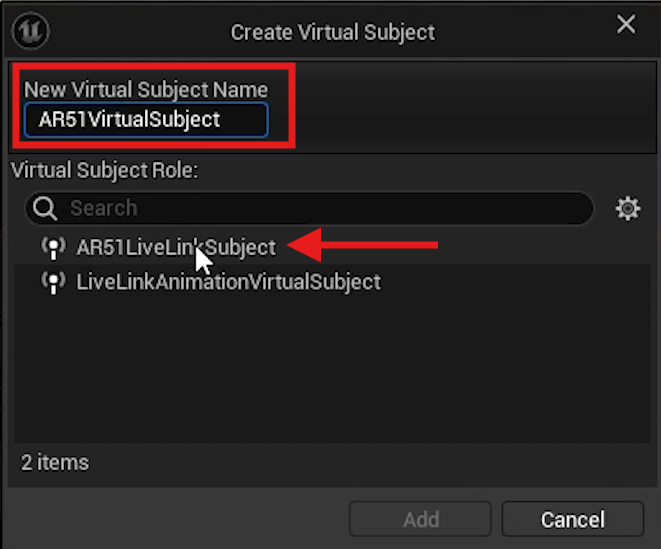 Create Virtual Subject
New Virtual Subject Name
AR51VirtualSubject
Virtual Subject Role:
Search
AR51LiveLinkSubject
LiveLinkAnimationVirtualSubject
2 items
Add
Cancel